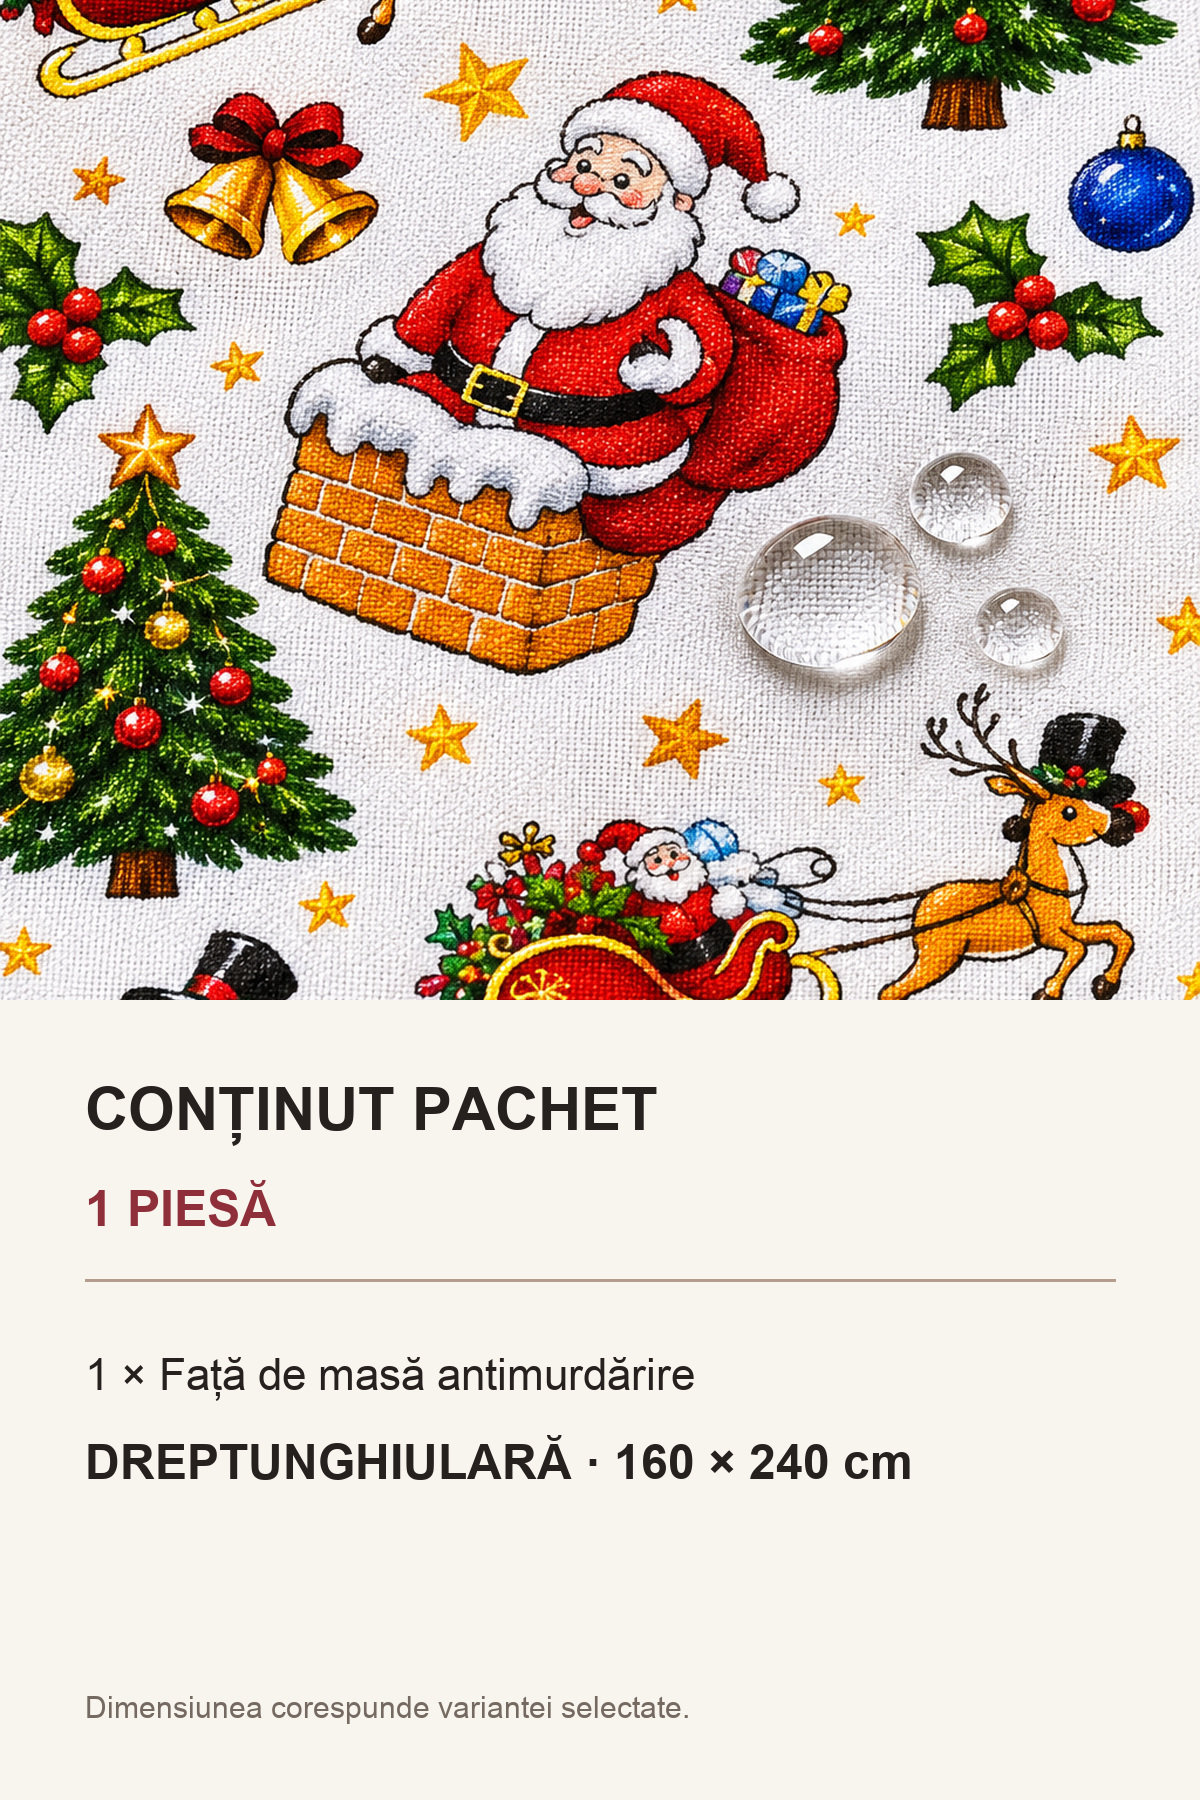 CONȚINUT PACHET
1 PIESĂ
1 × Față de masă antimurdărire
DREPTUNGHIULARĂ · 160 × 240 cm
Dimensiunea corespunde variantei selectate.